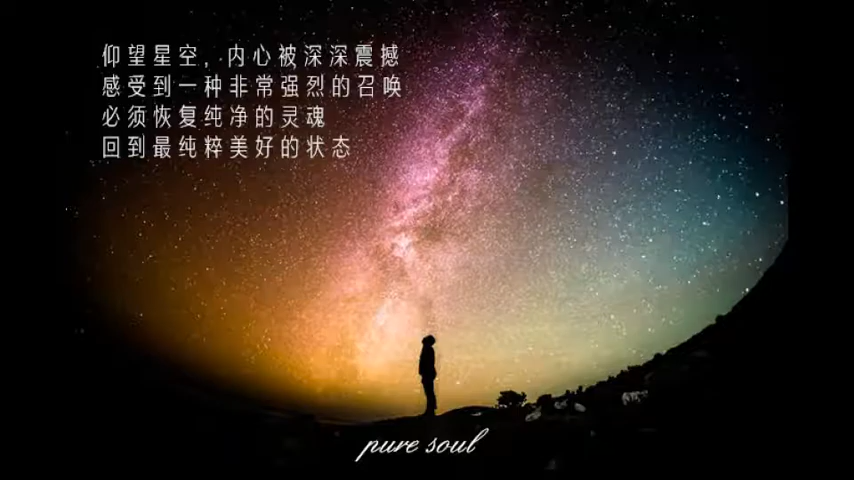 仰望星空，内心被深深震撼
感受到一种非常强烈的召唤
必须恢复纯净的灵魂
回到最纯粹美好的状态
pure soul